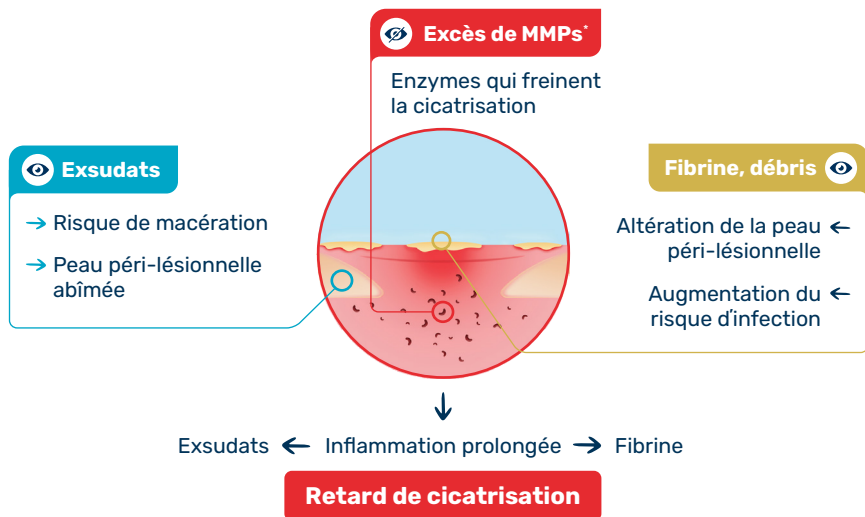 Excès de MMPs*
Enzymes qui freinent
la cicatrisation
Exsudats
→ Risque de macération
→ Peau péri-lésionnelle
abîmée
Fibrine, débris
Altération de la peau ←
péri-lésionnelle
Augmentation du ←
risque d'infection
Exsudats ← Inflammation prolongée → Fibrine
Retard de cicatrisation